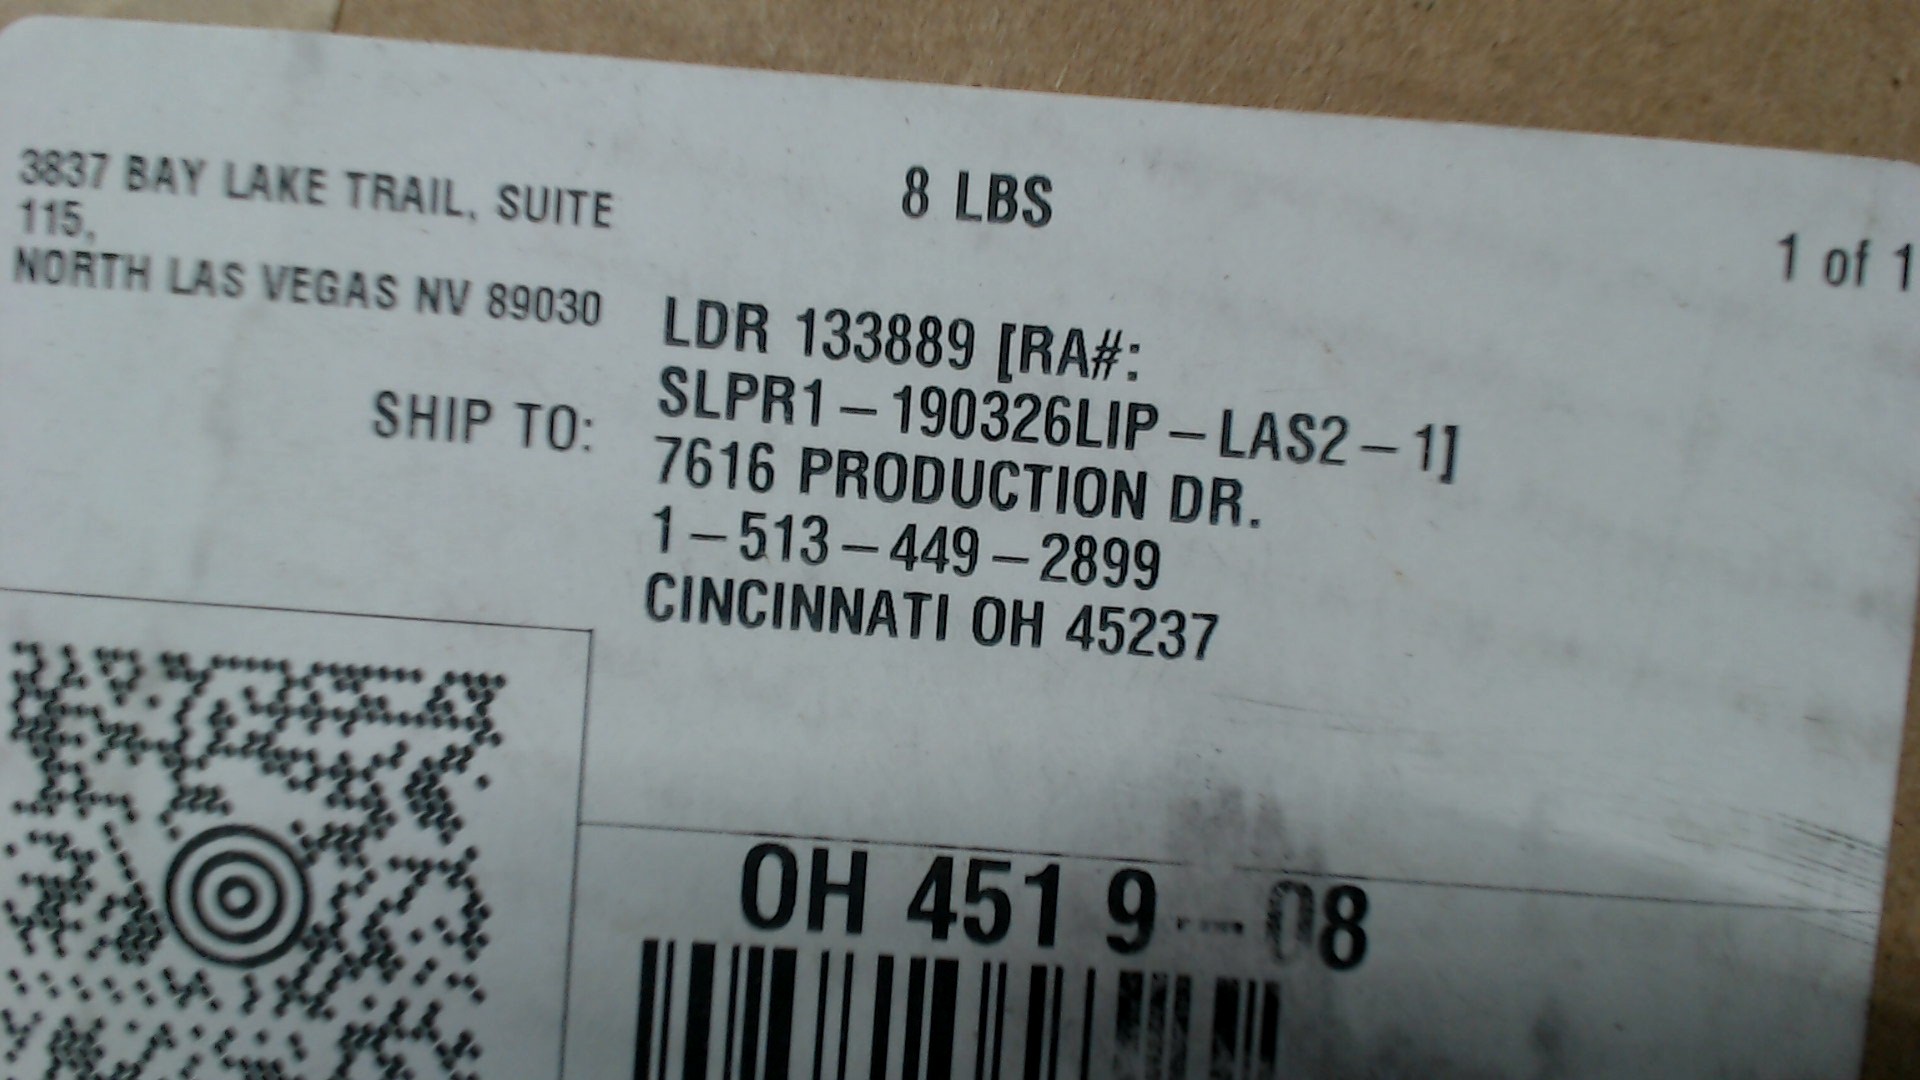 3837 BAY LAKE TRAIL, SUITE
115,
NORTH LAS VEGAS NV 89030
8 LBS
1 of 1
SHIP TO:
LDR 133889 [RA#:
SLPR1-190326LIP-LAS2-1]
7616 PRODUCTION DR.
1-513-449-2899
CINCINNATI OH 45237
OH 451 9